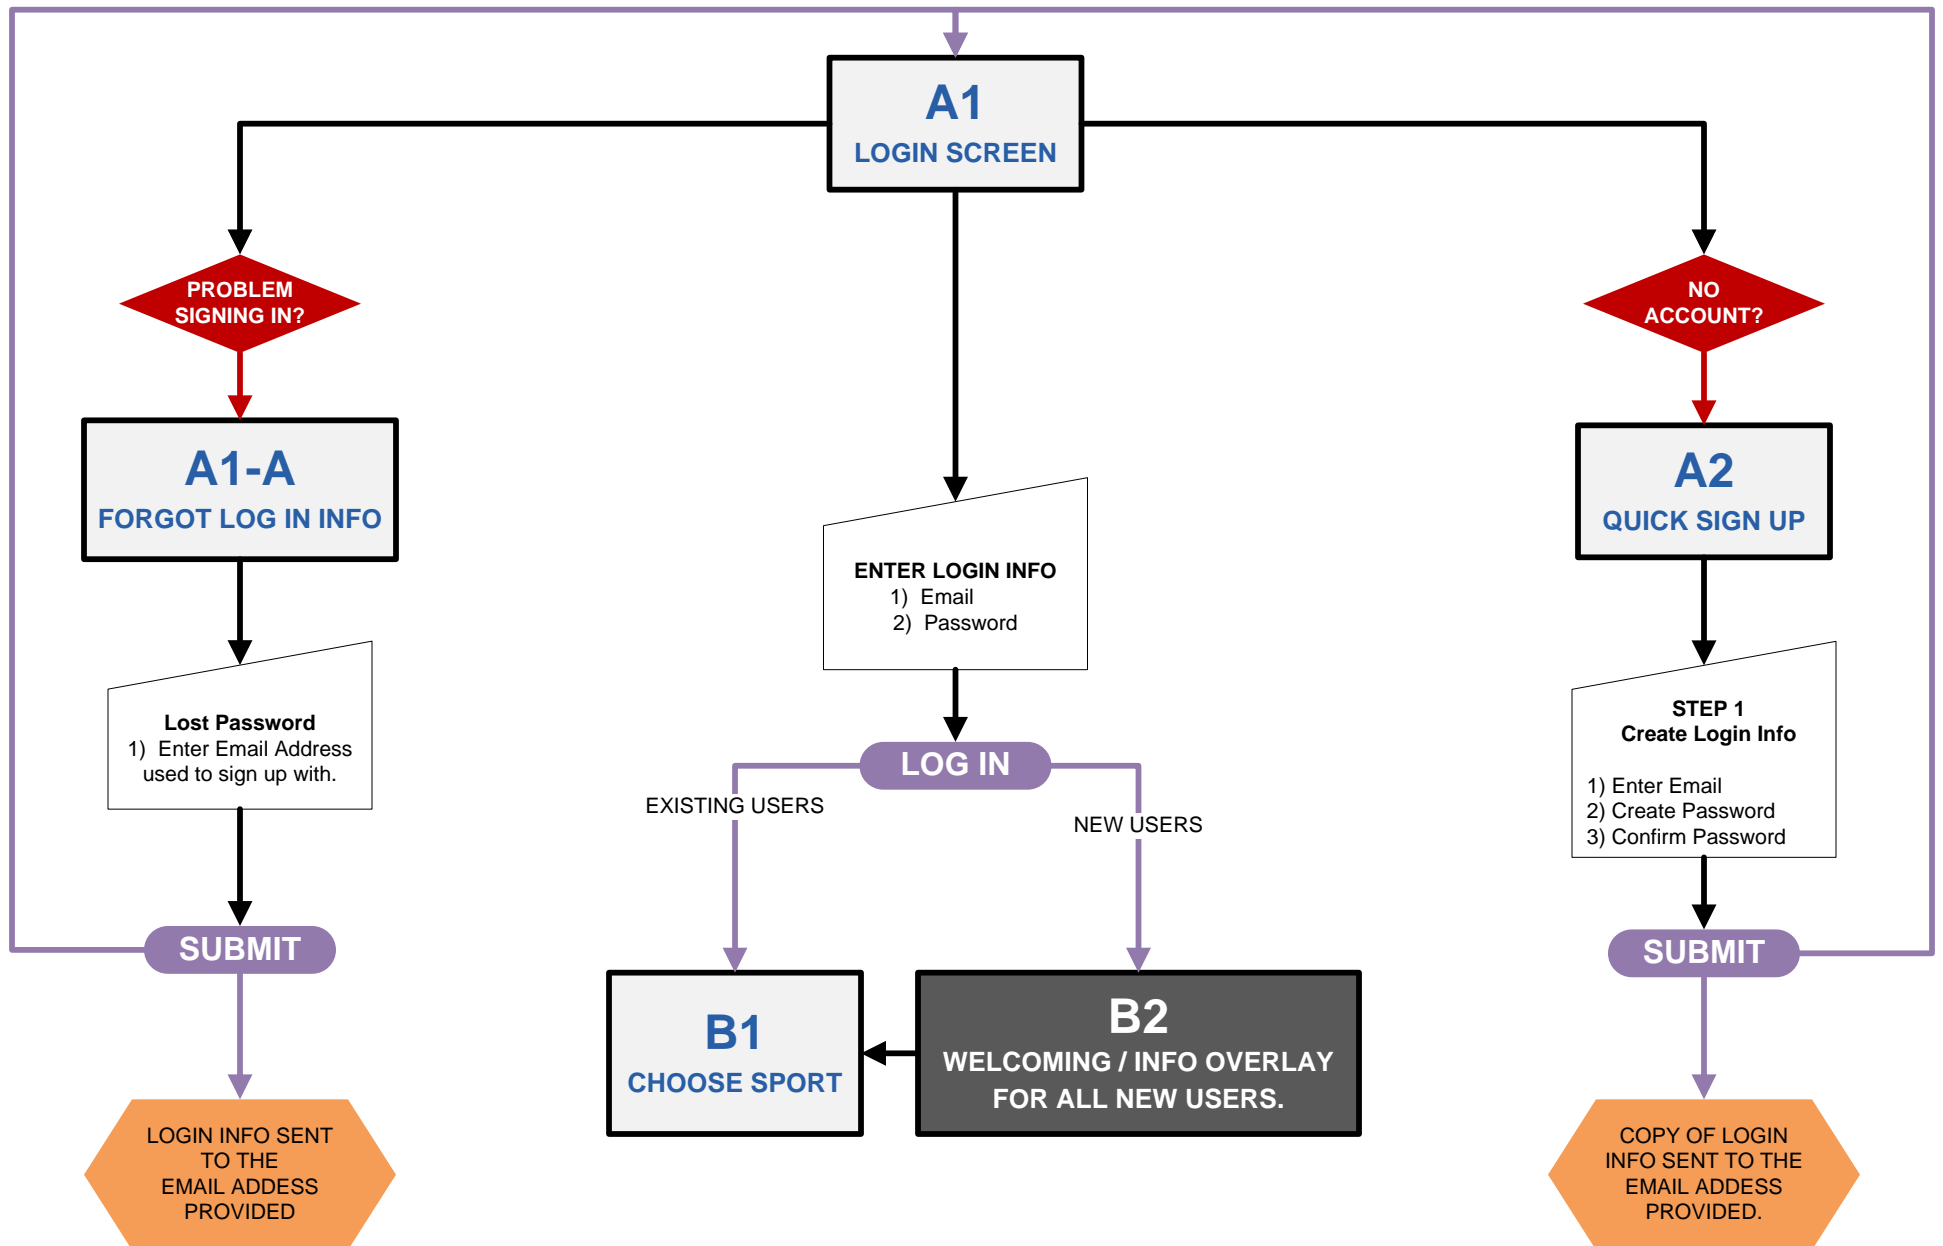 A1
LOGIN SCREEN
PROBLEM
SIGNING IN?
NO
ACCOUNT?
A1-A
FORGOT LOG IN INFO
A2
QUICK SIGN UP
ENTER LOGIN INFO
1) Email
2) Password
Lost Password
1) Enter Email Address
used to sign up with.
STEP 1
Create Login Info
1) Enter Email
2) Create Password
3) Confirm Password
LOG IN
EXISTING USERS
NEW USERS
SUBMIT
SUBMIT
B1
CHOOSE SPORT
B2
WELCOMING / INFO OVERLAY
FOR ALL NEW USERS.
LOGIN INFO SENT
TO THE
EMAIL ADDESS
PROVIDED
COPY OF LOGIN
INFO SENT TO THE
EMAIL ADDESS
PROVIDED.